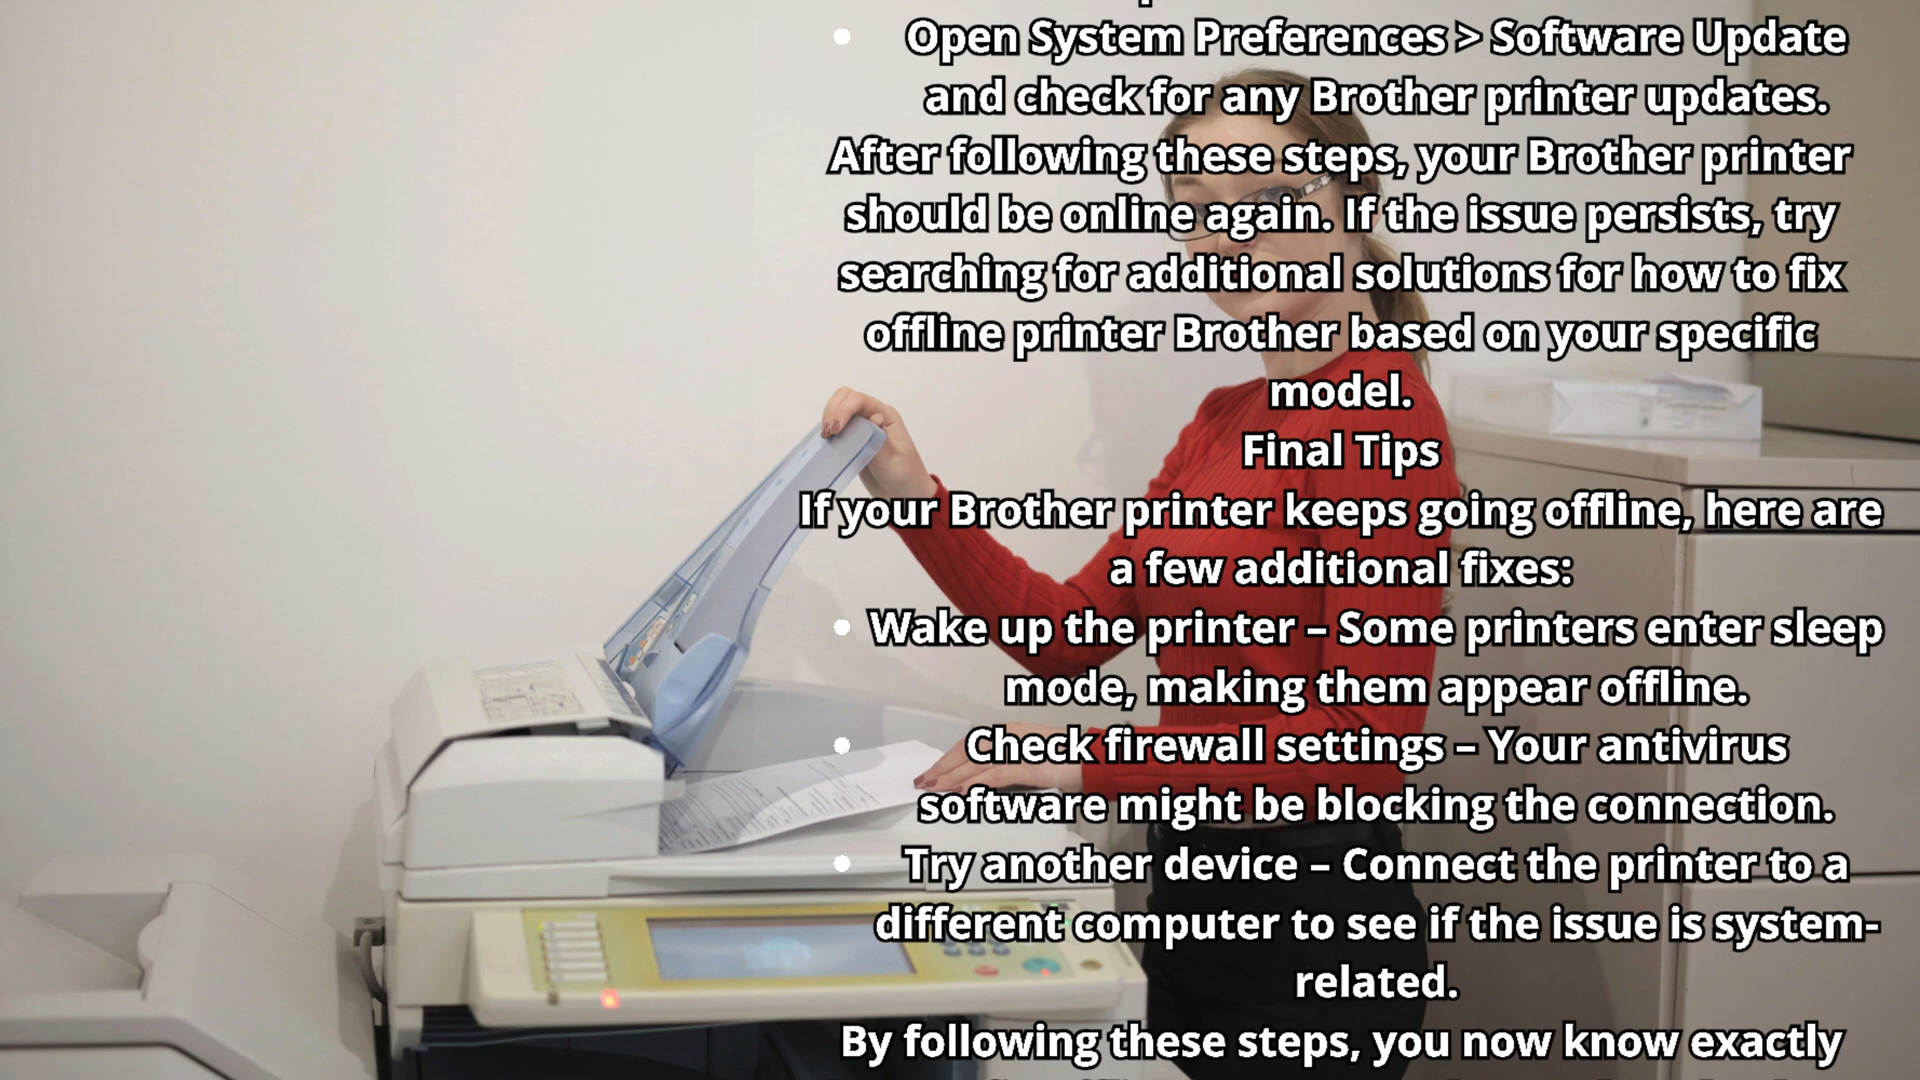 Open System Preferences > Software Update
and check for any Brother printer updates.
After following these steps, your Brother printer
should be online again. If the issue persists, try
searching for additional solutions for how to fix
offline printer Brother based on your specific
model.
Final Tips
If your Brother printer keeps going offline, here are
a few additional fixes:
Wake up the printer – Some printers enter sleep
mode, making them appear offline.
Check firewall settings – Your antivirus
software might be blocking the connection.
Try another device – Connect the printer to a
different computer to see if the issue is system-
related.
By following these steps, you now know exactly